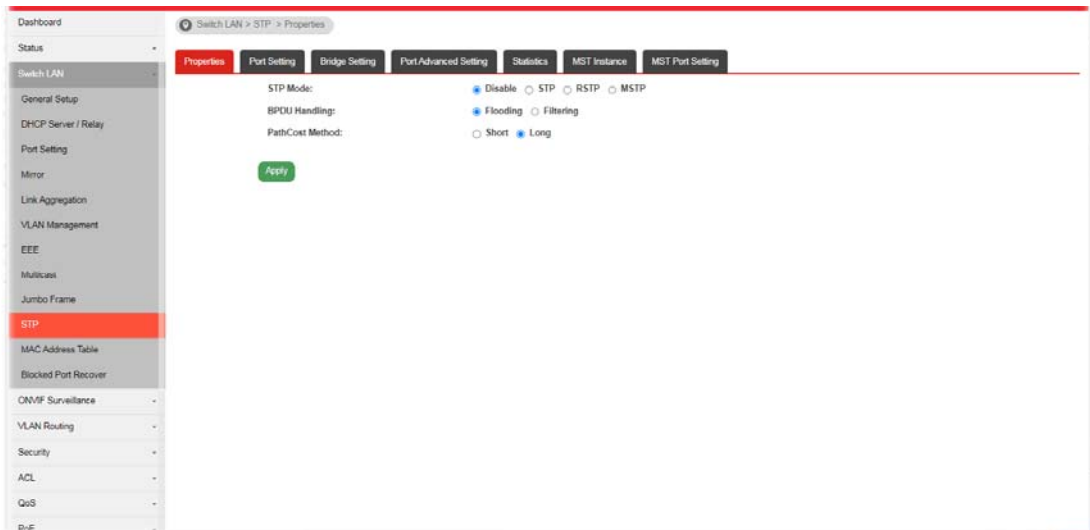 Dashboard
Status
Switch LAN
General Setup
DHCP Server / Relay
Port Setting
Mirror
Link Aggregation
VLAN Management
EEE
Multicast
Jumbo Frame
STP
MAC Address Table
Blocked Port Recover
ONVIF Surveillance
VLAN Routing
Security
ACL
QoS
PoE
Switch LAN > STP > Properties
Properties Port Setting Bridge Setting Port Advanced Setting Statistics MST Instance MST Port Setting
STP Mode: Disable STP RSTP MSTP
BPDU Handling: Flooding Filtering
PathCost Method: Short Long
Apply